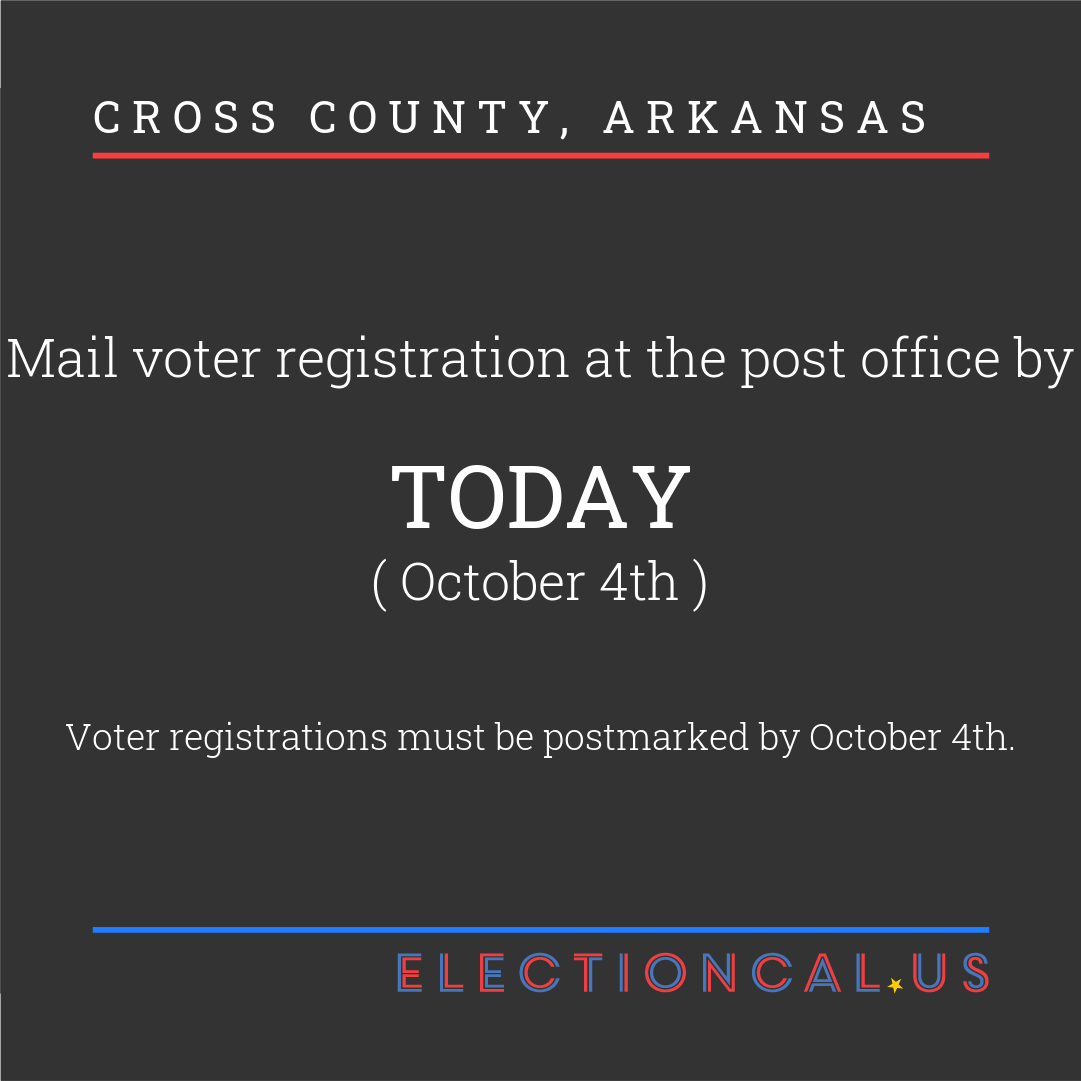 CROSS COUNTY, ARKANSAS
Mail voter registration at the post office by
TODAY
( October 4th )
Voter registrations must be postmarked by October 4th.
ELECTIONCAL.US